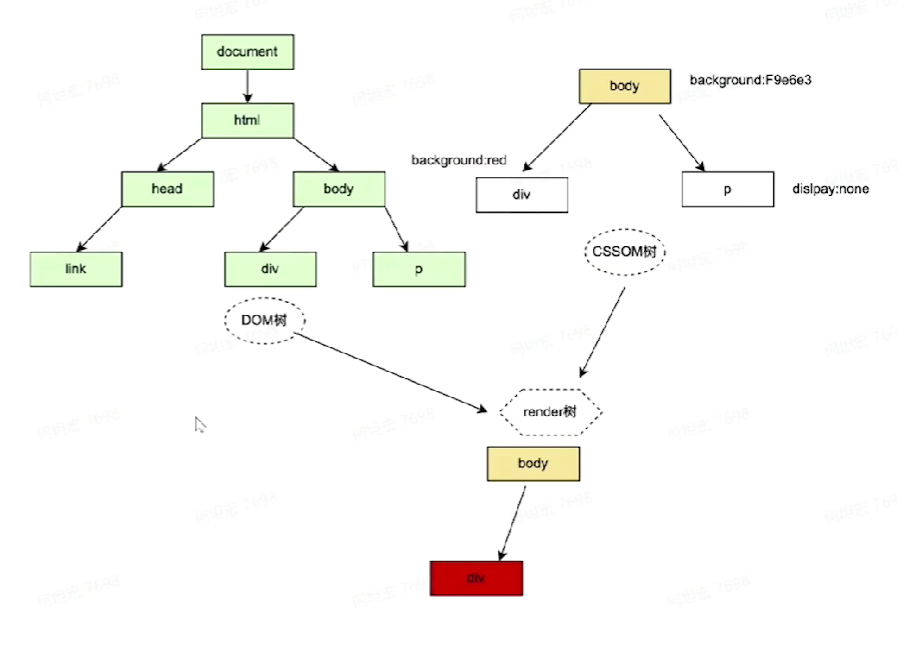 document
html
head
body
link
div
p
DOM树
body
background:F9e6e3
background:red
div
p
dislpay:none
CSSOM树
render树
body
div